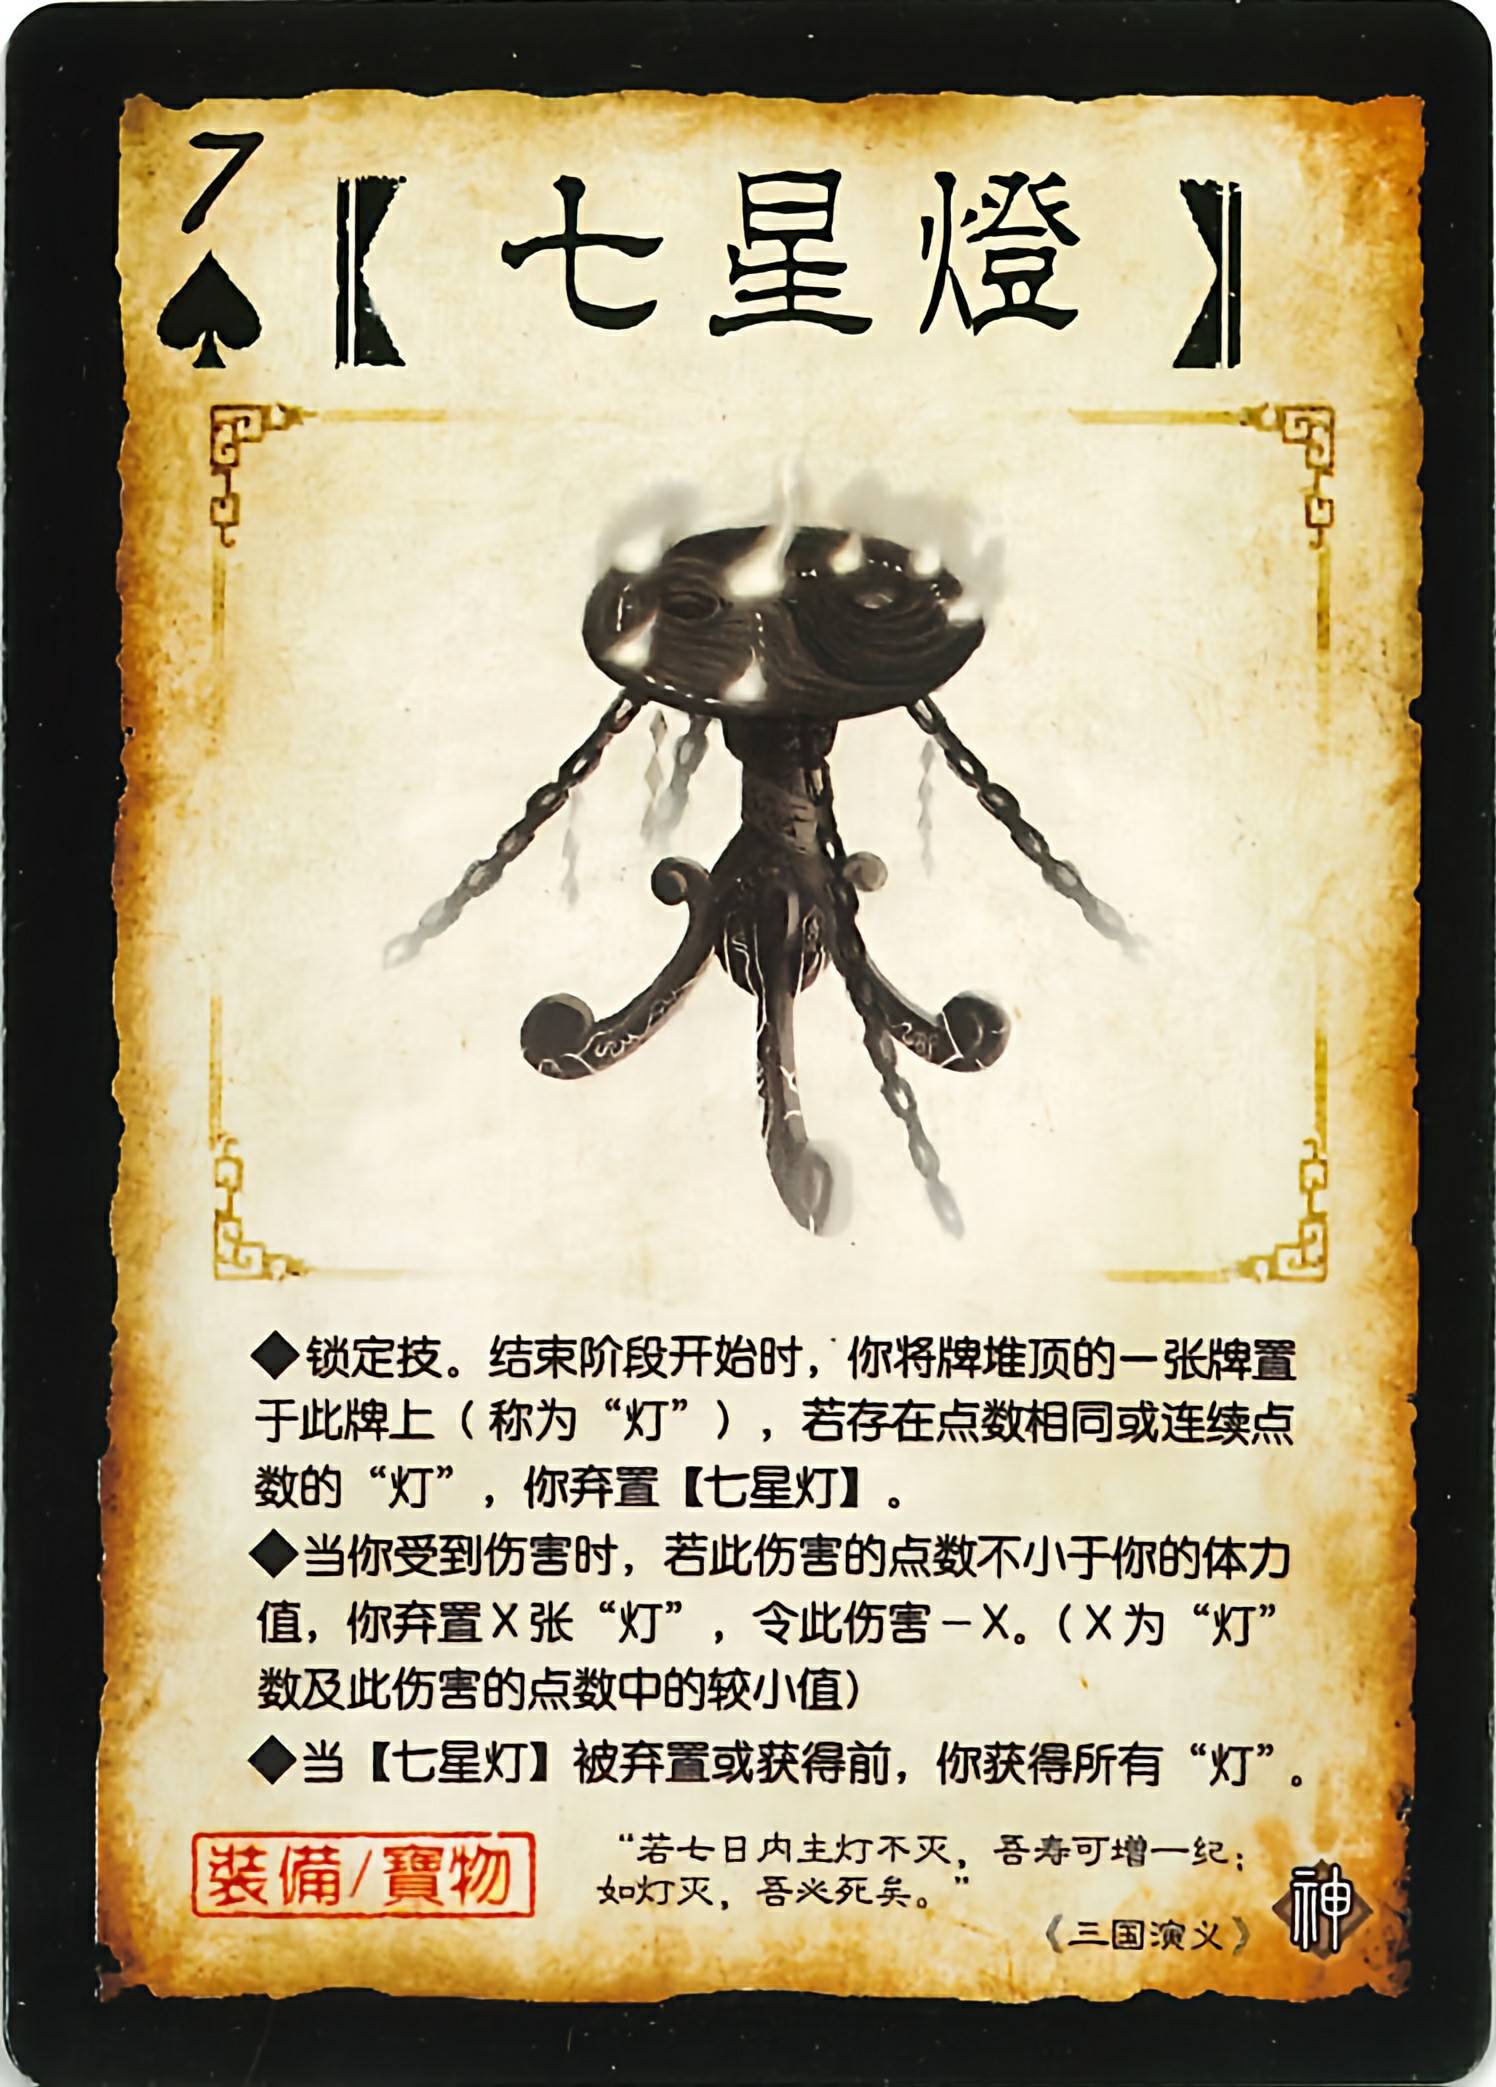 7
【七星燈】
◆锁定技。结束阶段开始时，你将牌堆顶的一张牌置
于此牌上（称为“灯”），若存在点数相同或连续点
数的“灯”，你弃置【七星灯】。
◆当你受到伤害时，若此伤害的点数不小于你的体力
值，你弃置X张“灯”，令此伤害－X。（X为“灯”
数及此伤害的点数中的较小值）
◆当【七星灯】被弃置或获得前，你获得所有“灯”。
裝備/寶物
“若七日内主灯不灭，吾寿可增一纪；
如灯灭，吾必死矣。”
《三国演义》
神